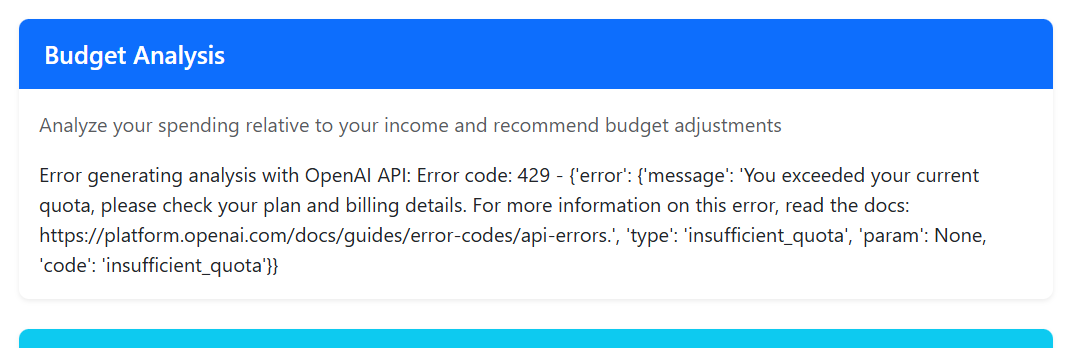 Budget Analysis
Analyze your spending relative to your income and recommend budget adjustments
Error generating analysis with OpenAI API: Error code: 429 - {'error': {'message': 'You exceeded your current
quota, please check your plan and billing details. For more information on this error, read the docs:
https://platform.openai.com/docs/guides/error-codes/api-errors.', 'type': 'insufficient_quota', 'param': None,
'code': 'insufficient_quota'}}